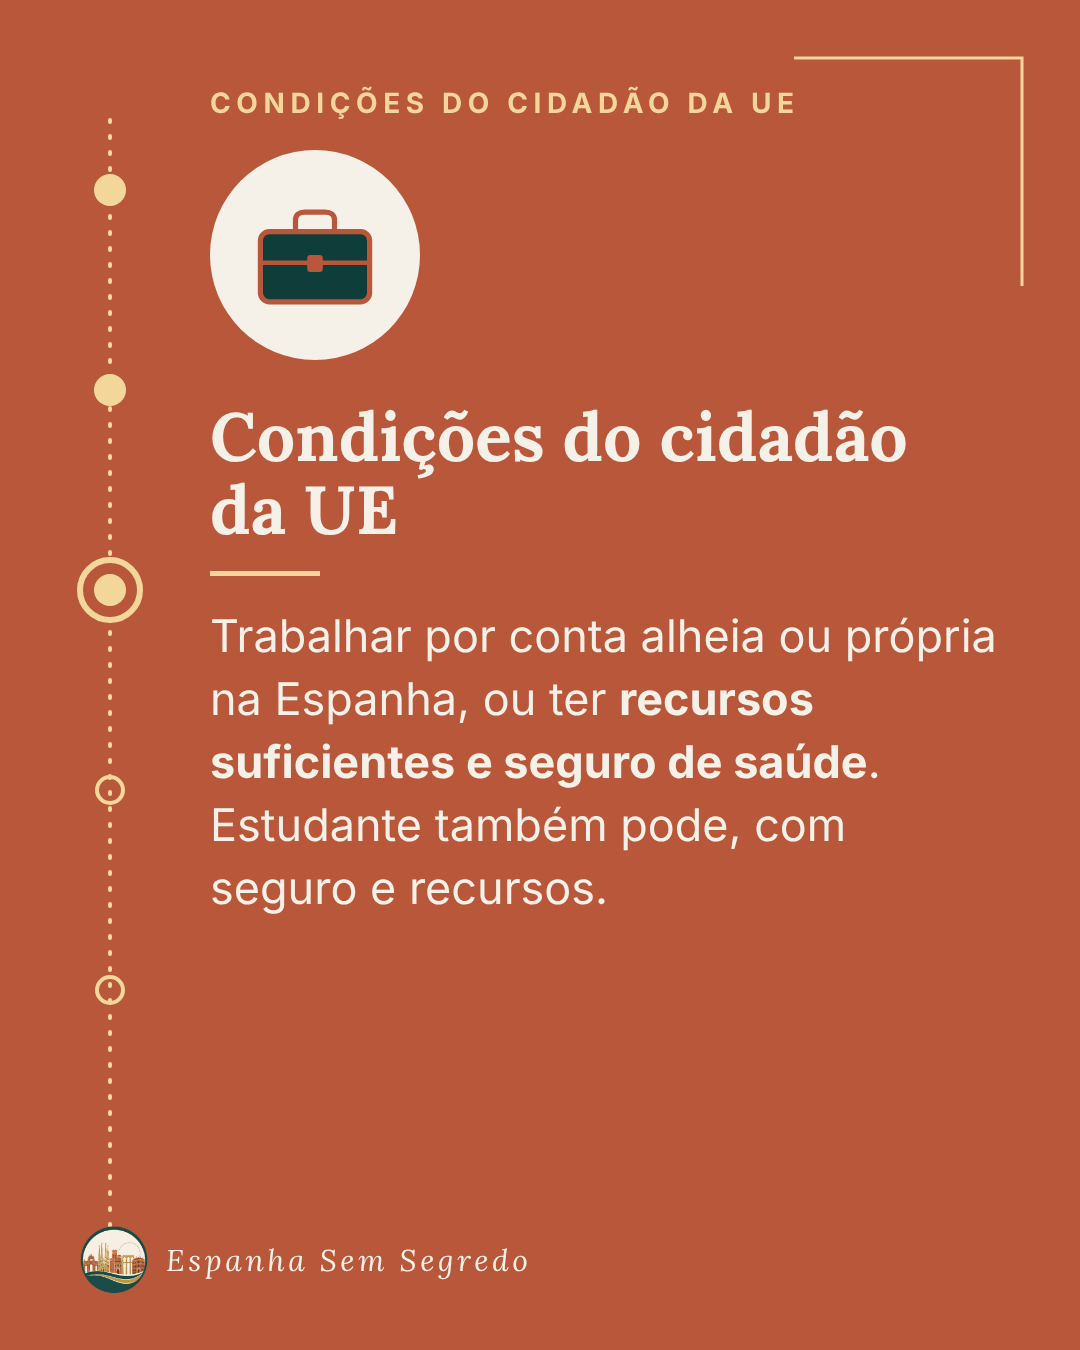 CONDIÇÕES DO CIDADÃO DA UE
Condições do cidadão
da UE
Trabalhar por conta alheia ou própria
na Espanha, ou ter recursos
suficientes e seguro de saúde.
Estudante também pode, com
seguro e recursos.
Espanha Sem Segredo